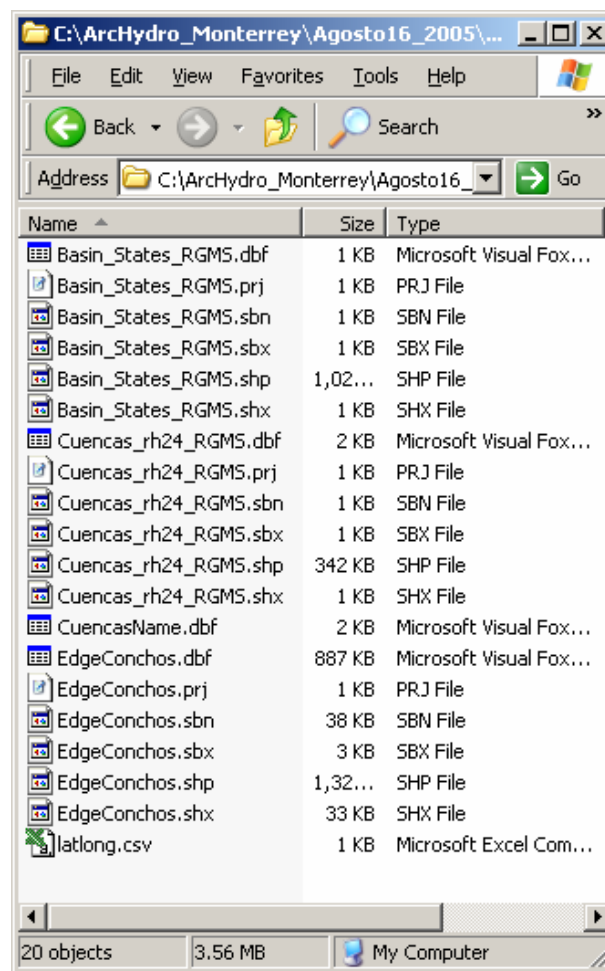 C:\ArcHydro_Monterrey\Agosto16_2005\...
File Edit View Favorites Tools Help
Back Search »
Address C:\ArcHydro_Monterrey\Agosto16_ Go
Name Size Type
Basin_States_RGMS.dbf 1 KB Microsoft Visual Fox...
Basin_States_RGMS.prj 1 KB PRJ File
Basin_States_RGMS.sbn 1 KB SBN File
Basin_States_RGMS.sbx 1 KB SBX File
Basin_States_RGMS.shp 1,02... SHP File
Basin_States_RGMS.shx 1 KB SHX File
Cuencas_rh24_RGMS.dbf 2 KB Microsoft Visual Fox...
Cuencas_rh24_RGMS.prj 1 KB PRJ File
Cuencas_rh24_RGMS.sbn 1 KB SBN File
Cuencas_rh24_RGMS.sbx 1 KB SBX File
Cuencas_rh24_RGMS.shp 342 KB SHP File
Cuencas_rh24_RGMS.shx 1 KB SHX File
CuencasName.dbf 2 KB Microsoft Visual Fox...
EdgeConchos.dbf 887 KB Microsoft Visual Fox...
EdgeConchos.prj 1 KB PRJ File
EdgeConchos.sbn 38 KB SBN File
EdgeConchos.sbx 3 KB SBX File
EdgeConchos.shp 1,32... SHP File
EdgeConchos.shx 33 KB SHX File
latlong.csv 1 KB Microsoft Excel Com...
20 objects 3.56 MB My Computer